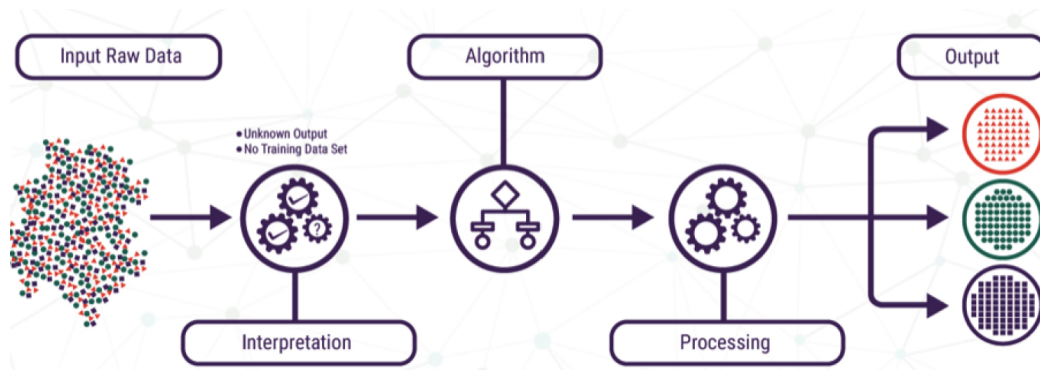 Input Raw Data
Algorithm
Output
• Unknown Output
• No Training Data Set
?
Interpretation
Processing